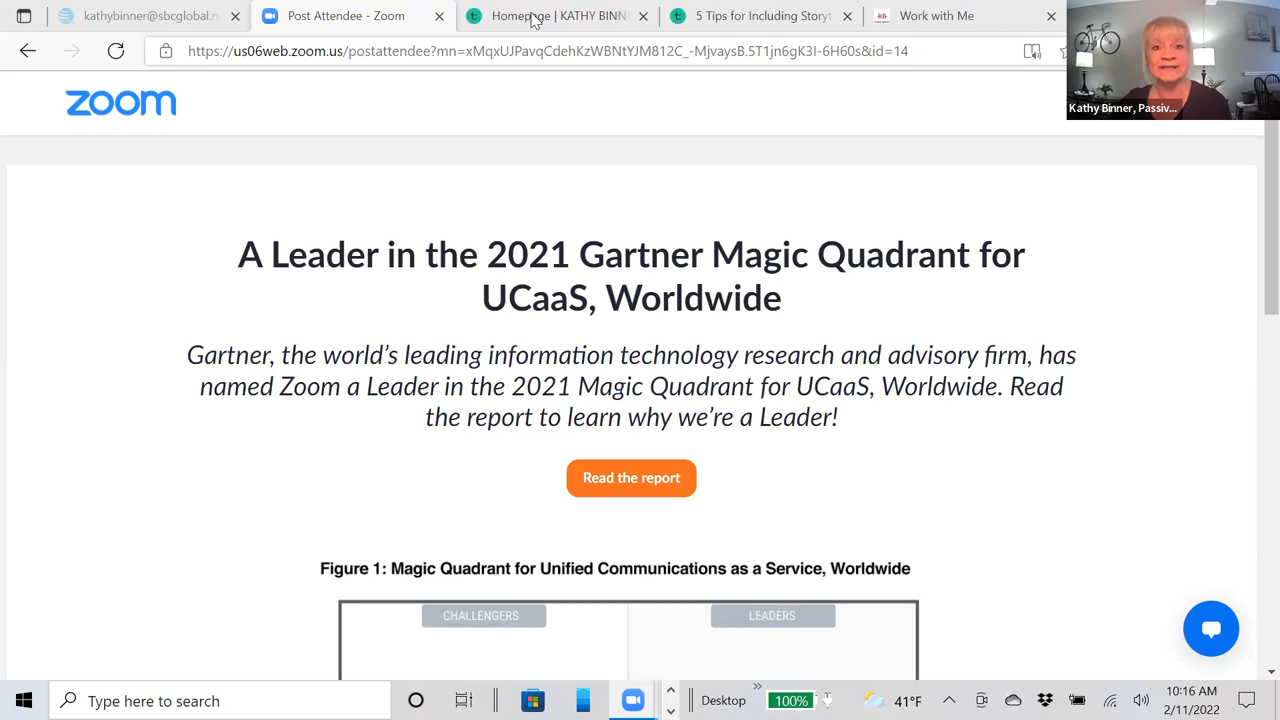 kathybinner@sbcglobal.n
Post Attendee - Zoom
Homepage | KATHY BINN
5 Tips for Including Storyt
Work with Me
https://us06web.zoom.us/postattendee?mn=xMqxUJPavqCdehKzWBNtYJM812C_-MjvaysB.5T1jn6gK3I-6H60s&id=14
Kathy Binner, Passiv...
zoom
A Leader in the 2021 Gartner Magic Quadrant for
UCaaS, Worldwide
Gartner, the world's leading information technology research and advisory firm, has
named Zoom a Leader in the 2021 Magic Quadrant for UCaaS, Worldwide. Read
the report to learn why we're a Leader!
Read the report
Figure 1: Magic Quadrant for Unified Communications as a Service, Worldwide
CHALLENGERS
LEADERS
Type here to search
Desktop
100%
41°F
10:16 AM
2/11/2022